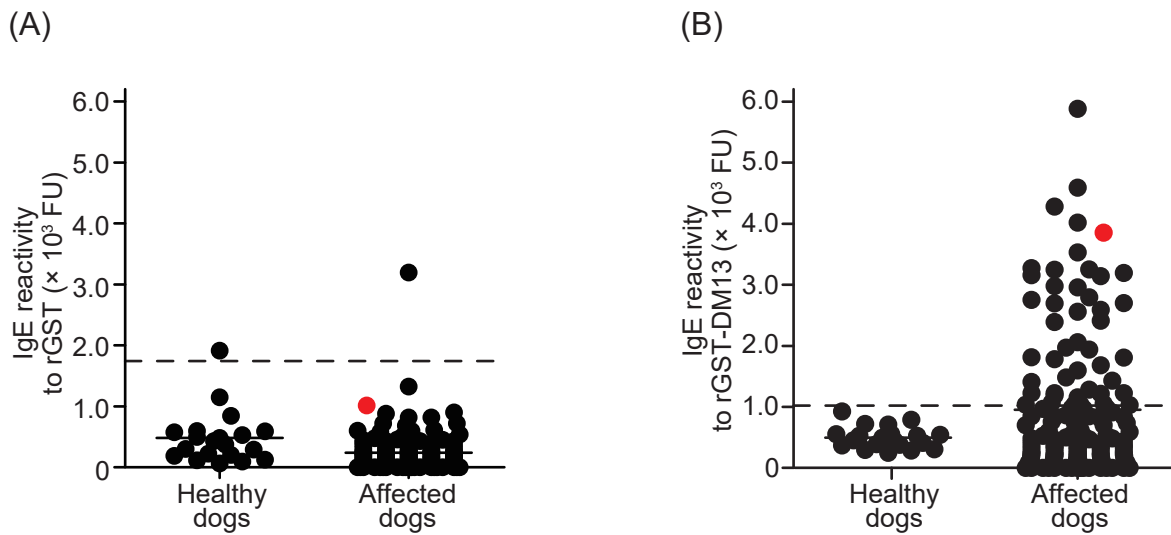 (A)
IgE reactivity
to rGST (× 10³ FU)
6.0
5.0
4.0
3.0
2.0
1.0
0
Healthy
dogs
Affected
dogs
(B)
IgE reactivity
to rGST-DM13 (× 10³ FU)
6.0
5.0
4.0
3.0
2.0
1.0
0
Healthy
dogs
Affected
dogs